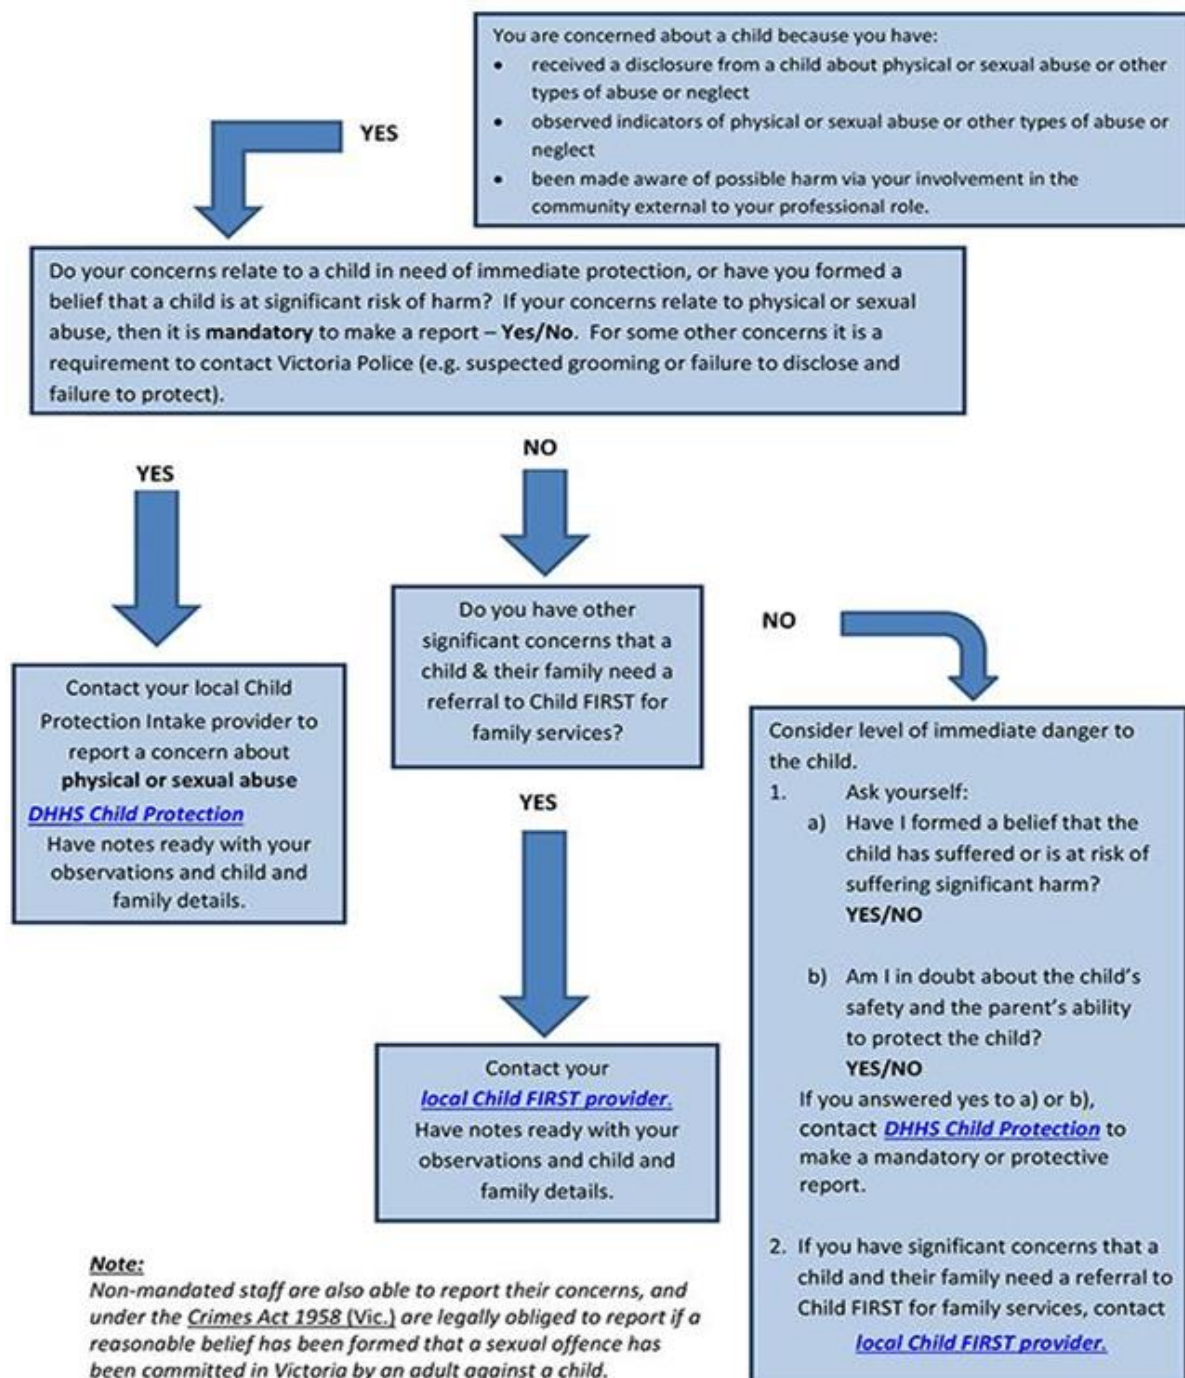 You are concerned about a child because you have:
• received a disclosure from a child about physical or sexual abuse or other
types of abuse or neglect
• observed indicators of physical or sexual abuse or other types of abuse or
neglect
• been made aware of possible harm via your involvement in the
community external to your professional role.
YES
Do your concerns relate to a child in need of immediate protection, or have you formed a
belief that a child is at significant risk of harm? If your concerns relate to physical or sexual
abuse, then it is mandatory to make a report – Yes/No. For some other concerns it is a
requirement to contact Victoria Police (e.g. suspected grooming or failure to disclose and
failure to protect).
YES
Contact your local Child
Protection Intake provider to
report a concern about
physical or sexual abuse
DHHS Child Protection
Have notes ready with your
observations and child and
family details.
NO
Do you have other
significant concerns that a
child & their family need a
referral to Child FIRST for
family services?
YES
Contact your
local Child FIRST provider.
Have notes ready with your
observations and child and
family details.
NO
Consider level of immediate danger to
the child.
1. Ask yourself:
a) Have I formed a belief that the
child has suffered or is at risk of
suffering significant harm?
YES/NO
b) Am I in doubt about the child's
safety and the parent's ability
to protect the child?
YES/NO
If you answered yes to a) or b),
contact DHHS Child Protection to
make a mandatory or protective
report.
2. If you have significant concerns that a
child and their family need a referral to
Child FIRST for family services, contact
local Child FIRST provider.
Note:
Non-mandated staff are also able to report their concerns, and
under the Crimes Act 1958 (Vic.) are legally obliged to report if a
reasonable belief has been formed that a sexual offence has
been committed in Victoria by an adult against a child.